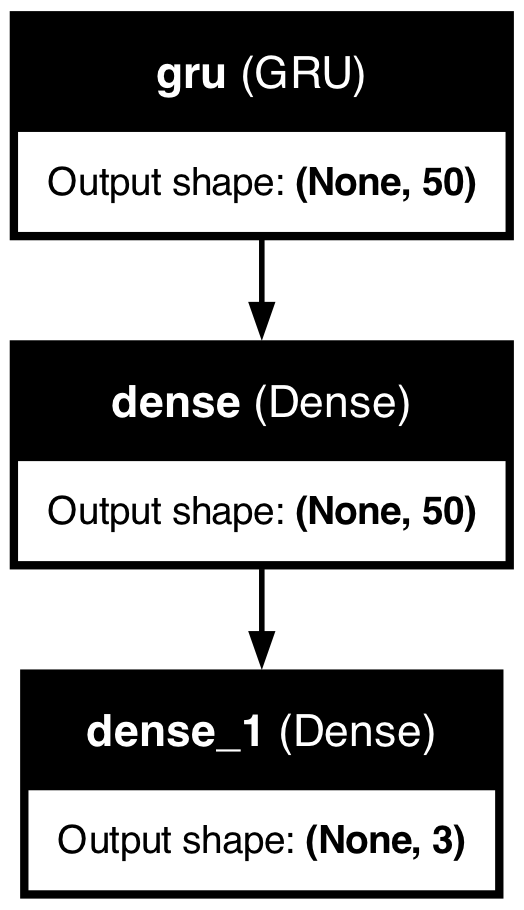 gru (GRU)
Output shape: (None, 50)
dense (Dense)
Output shape: (None, 50)
dense_1 (Dense)
Output shape: (None, 3)